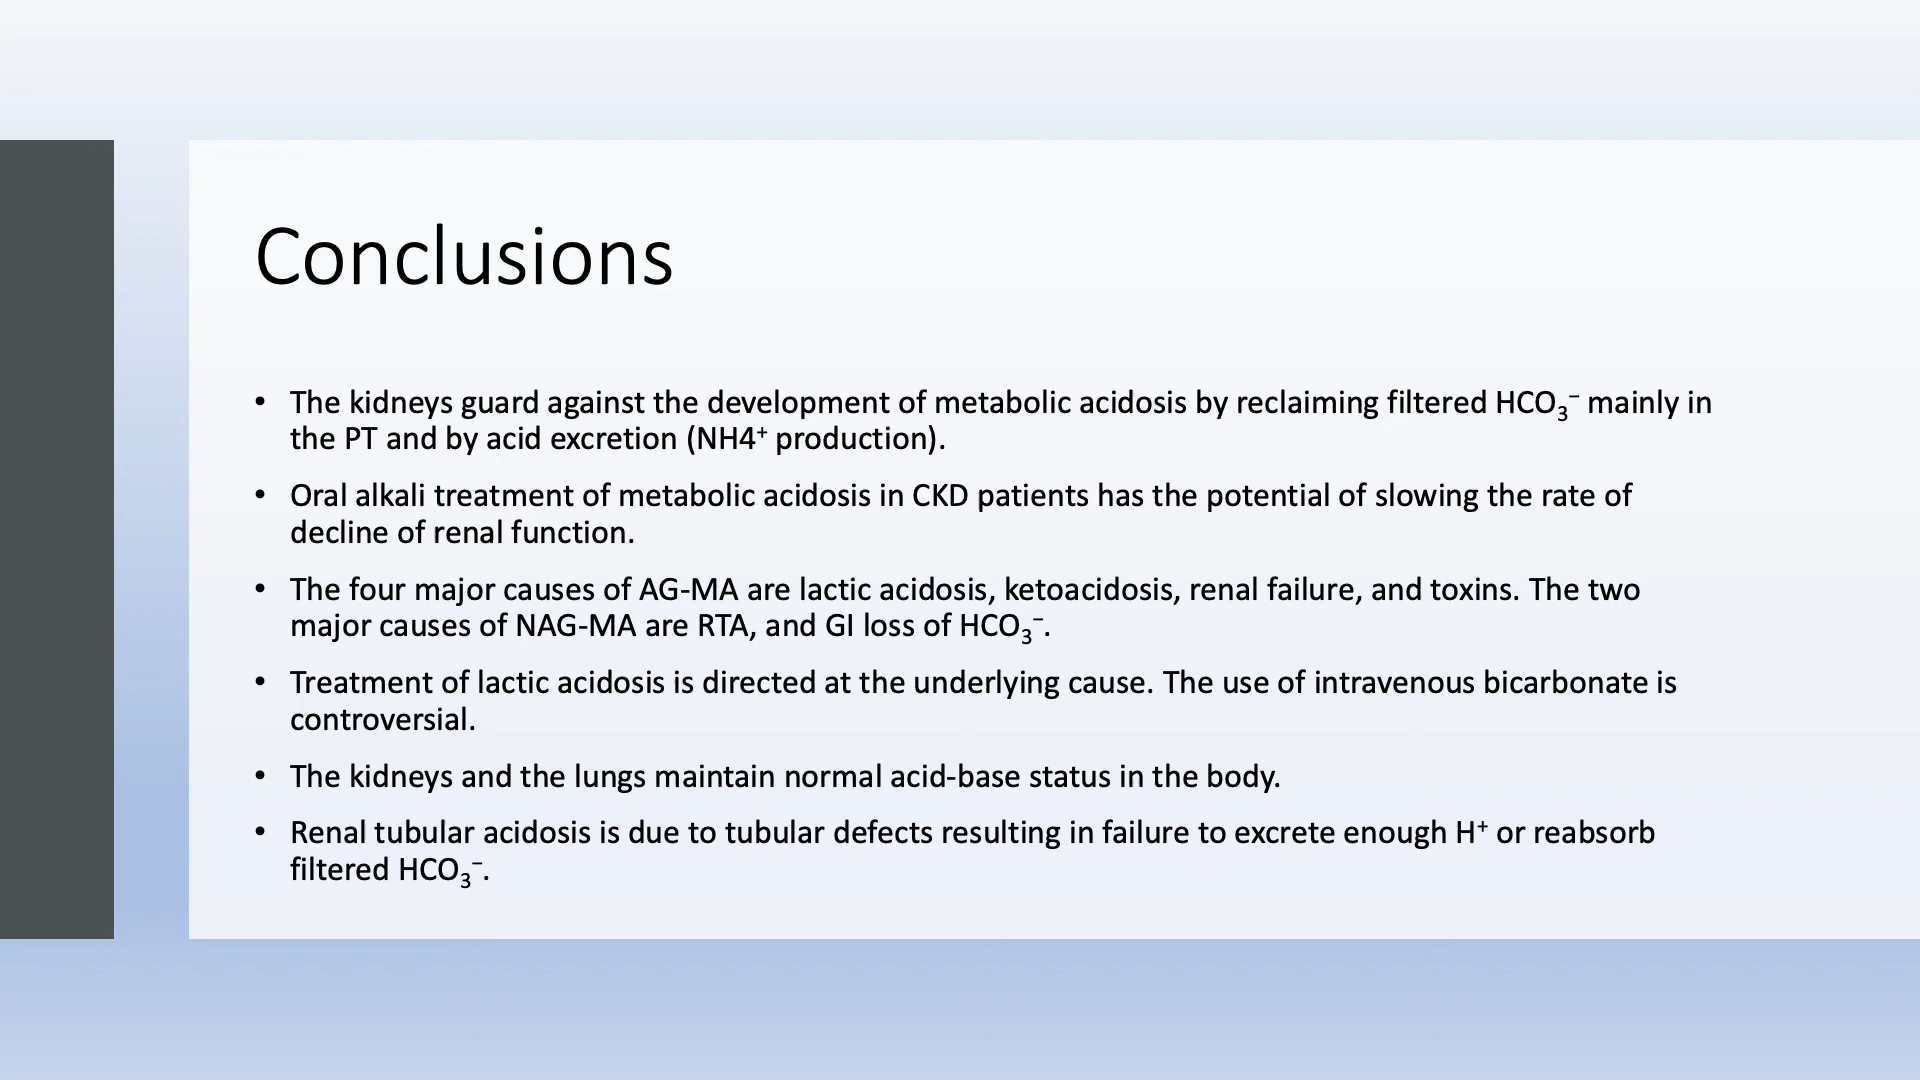 Conclusions
• The kidneys guard against the development of metabolic acidosis by reclaiming filtered HCO₃⁻ mainly in
the PT and by acid excretion (NH4⁺ production).
• Oral alkali treatment of metabolic acidosis in CKD patients has the potential of slowing the rate of
decline of renal function.
• The four major causes of AG-MA are lactic acidosis, ketoacidosis, renal failure, and toxins. The two
major causes of NAG-MA are RTA, and GI loss of HCO₃⁻.
• Treatment of lactic acidosis is directed at the underlying cause. The use of intravenous bicarbonate is
controversial.
• The kidneys and the lungs maintain normal acid-base status in the body.
• Renal tubular acidosis is due to tubular defects resulting in failure to excrete enough H⁺ or reabsorb
filtered HCO₃⁻.